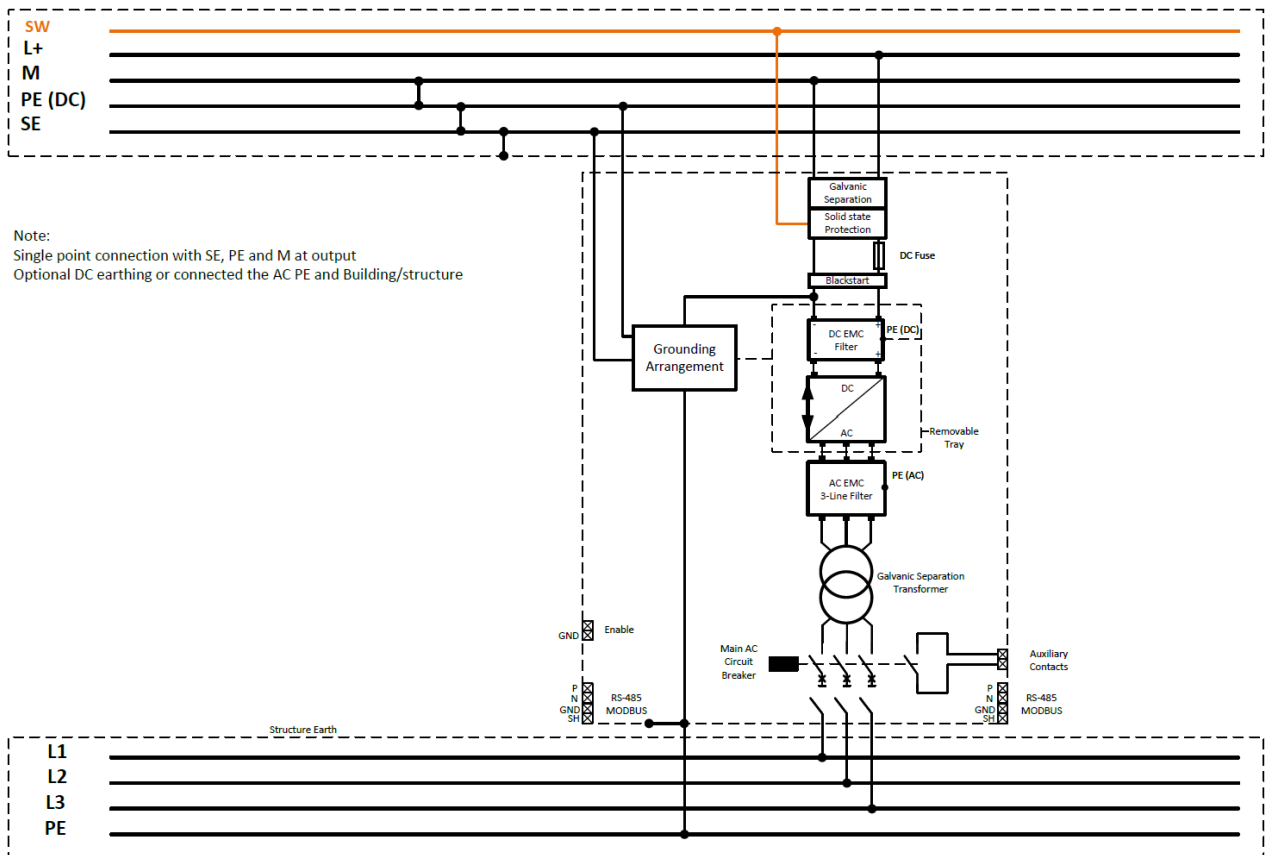 SW
L+
M
PE (DC)
SE
Galvanic
Separation
Solid state
Protection
Note:
Single point connection with SE, PE and M at output
Optional DC earthing or connected the AC PE and Building/structure
DC Fuse
Blackstart
- +
PE (DC)
DC EMC
Filter
- +
Grounding
Arrangement
DC
AC
Removable
Tray
PE (AC)
AC EMC
3-Line Filter
Galvanic Separation
Transformer
Enable
GND
Main AC
Circuit
Breaker
Auxiliary
Contacts
P
N
GND
SH
RS-485
MODBUS
P
N
GND
SH
RS-485
MODBUS
Structure Earth
L1
L2
L3
PE